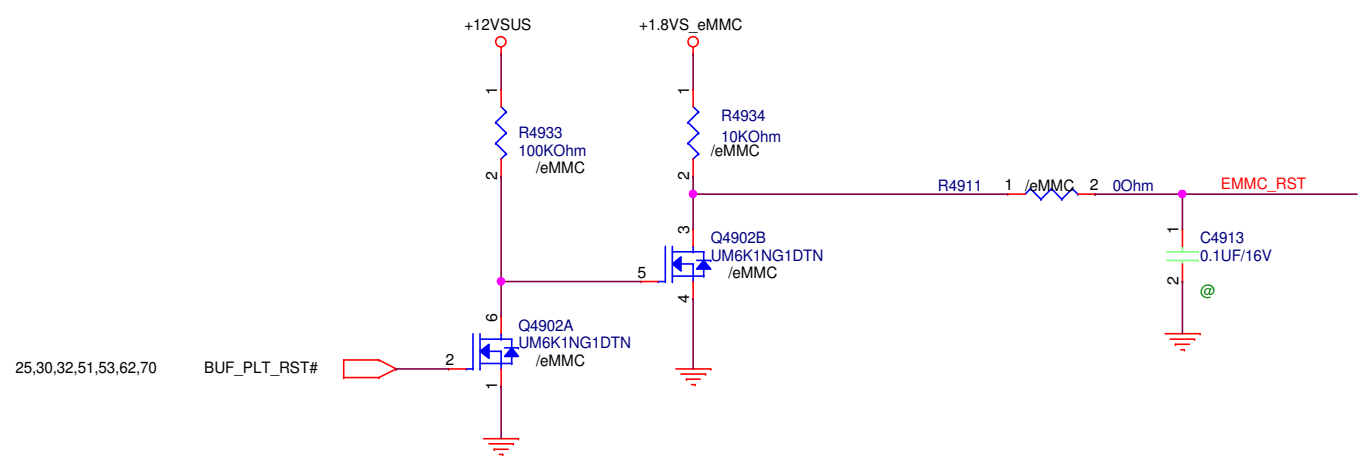 +12VSUS
+1.8VS_eMMC
1
R4933
100KOhm
/eMMC
2
1
R4934
10KOhm
/eMMC
2
R4911
1
/eMMC
2
0Ohm
EMMC_RST
3
Q4902B
UM6K1NG1DTN
/eMMC
5
4
1
C4913
0.1UF/16V
2
@
6
Q4902A
UM6K1NG1DTN
/eMMC
2
1
25,30,32,51,53,62,70
BUF_PLT_RST#